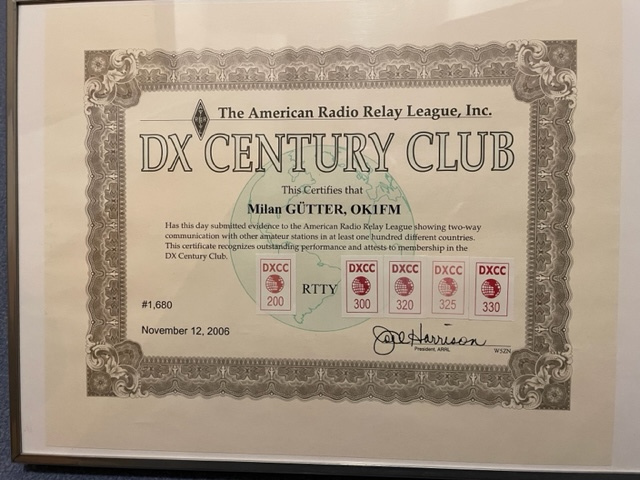 The American Radio Relay League, Inc.
DX CENTURY CLUB
This Certifies that
Milan GÜTTER, OK1FM
Has this day submitted evidence to the American Radio Relay League showing two-way
communication with other amateur stations in at least one hundred different countries.
This certificate recognizes outstanding performance and attests to membership in the
DX Century Club.
DXCC
200
RTTY
DXCC
300
DXCC
320
DXCC
325
DXCC
330
#1,680
November 12, 2006
Joel Harrison
President, ARRL
W5ZN